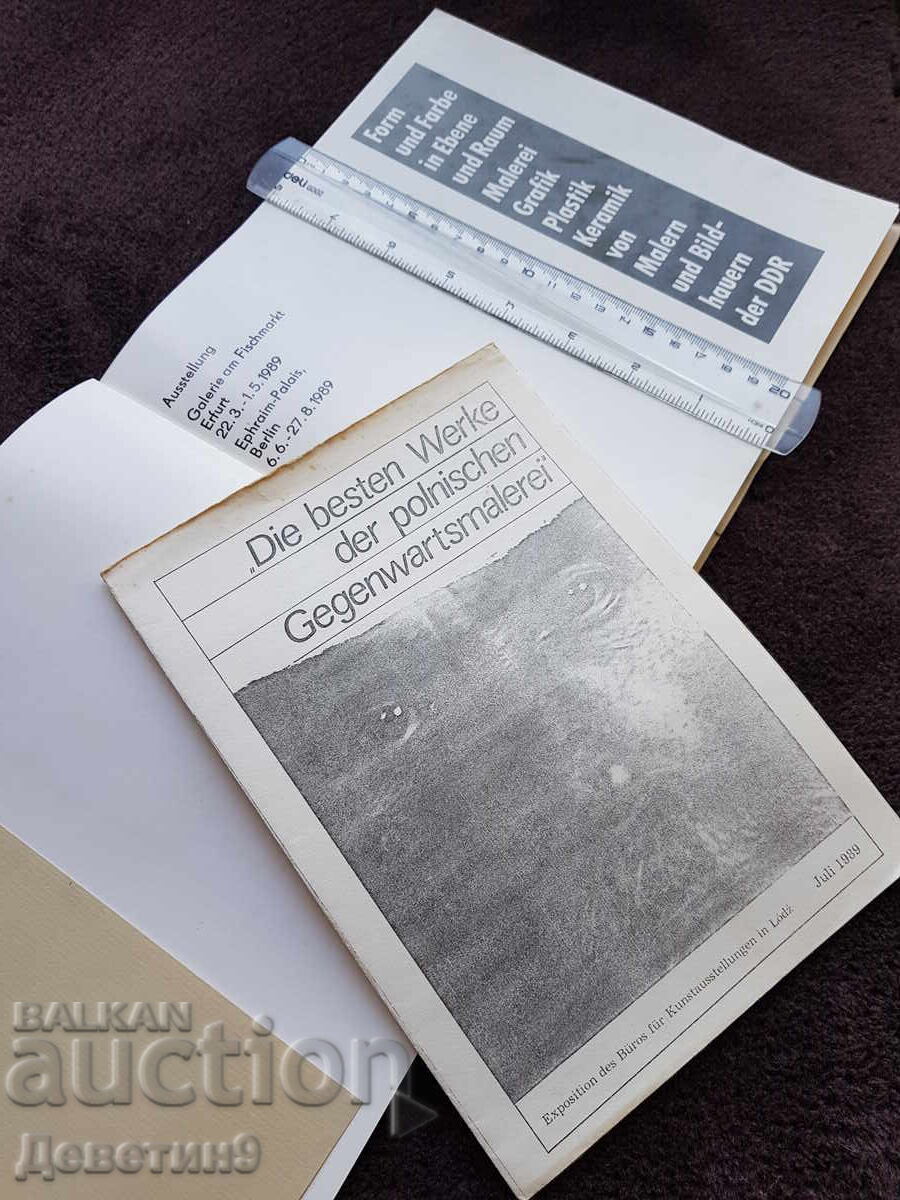 Form
und Farbe
in Ebene
und Raum
Malerei
Grafik
Plastik
Keramik
von
Malern
und Bild-
hauern
der DDR
deli
Ausstellung
Galerie am Fischmarkt
Erfurt
22.3. - 1.5.1989
Ephraim-Palais,
Berlin
6.6. - 27.8.1989
„Die besten Werke
der polnischen
Gegenwartsmalerei"
Exposition des Büros für Kunstausstellungen in Lódź Juli 1989
BALKAN
auction
Деветин9